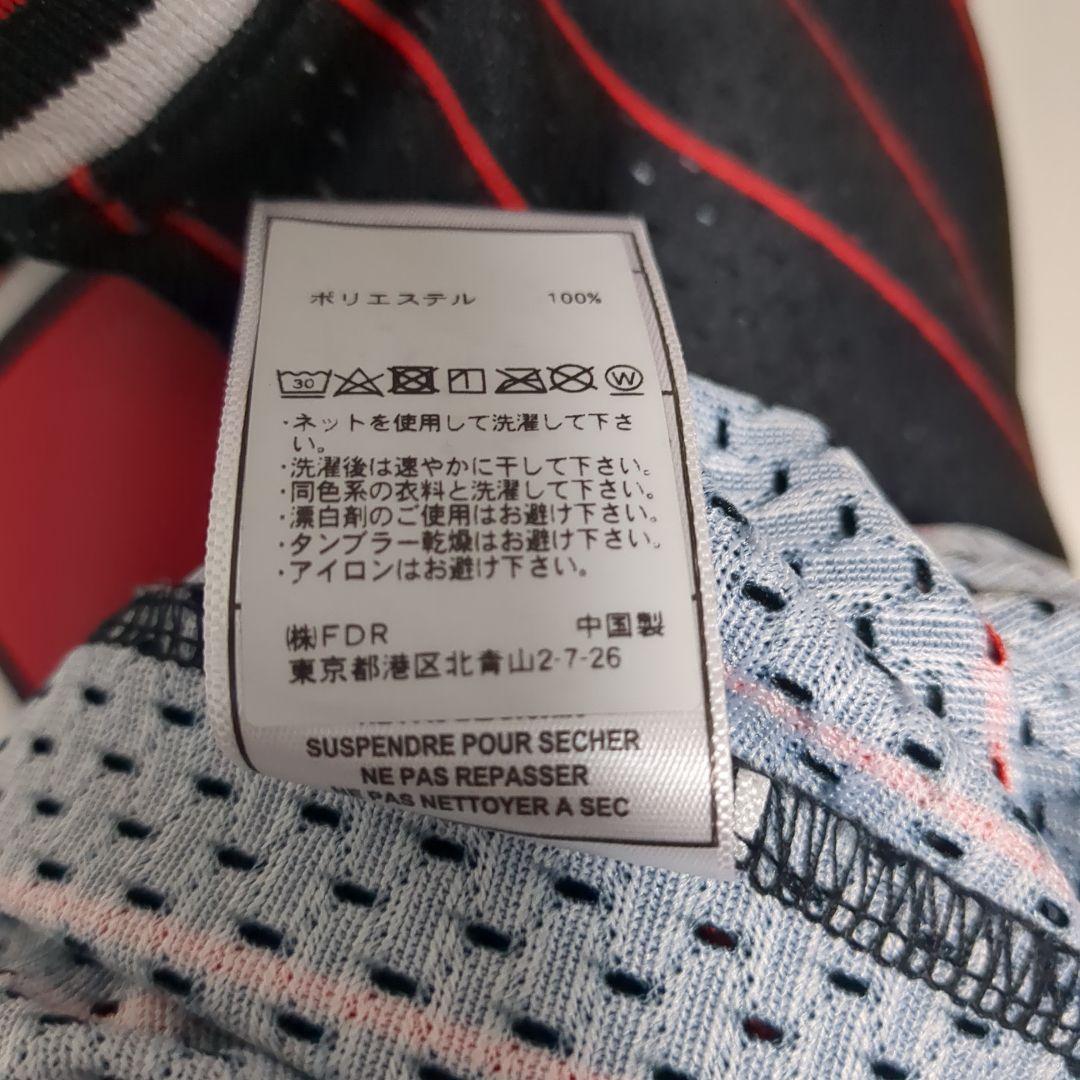 ポリエステル 100%
30 W
・ネットを使用して洗濯して下さ
い。
・洗濯後は速やかに干して下さい。
・同色系の衣料と洗濯して下さい。
・漂白剤のご使用はお避け下さい。
・タンブラー乾燥はお避け下さい。
・アイロンはお避け下さい。
㈱FDR 中国製
東京都港区北青山2-7-26
SUSPENDRE POUR SECHER
NE PAS REPASSER
NE PAS NETTOYER A SEC